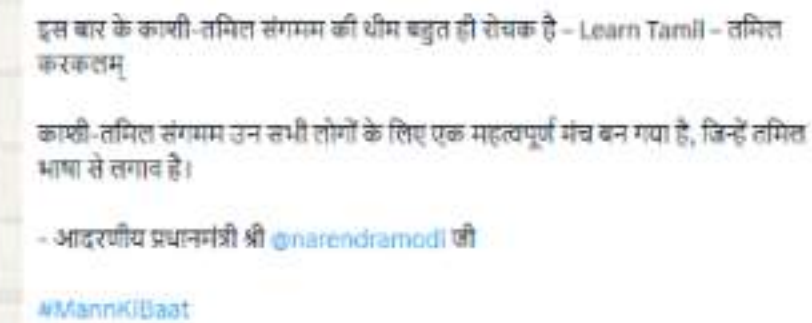 इस बार के काशी-तमिल संगमम की थीम बहुत ही रोचक है – Learn Tamil – तमिल
करकलम्
काशी-तमिल संगमम उन सभी लोगों के लिए एक महत्वपूर्ण मंच बन गया है, जिन्हें तमिल
भाषा से लगाव है।
- आदरणीय प्रधानमंत्री श्री @narendramodi जी
#MannKiBaat